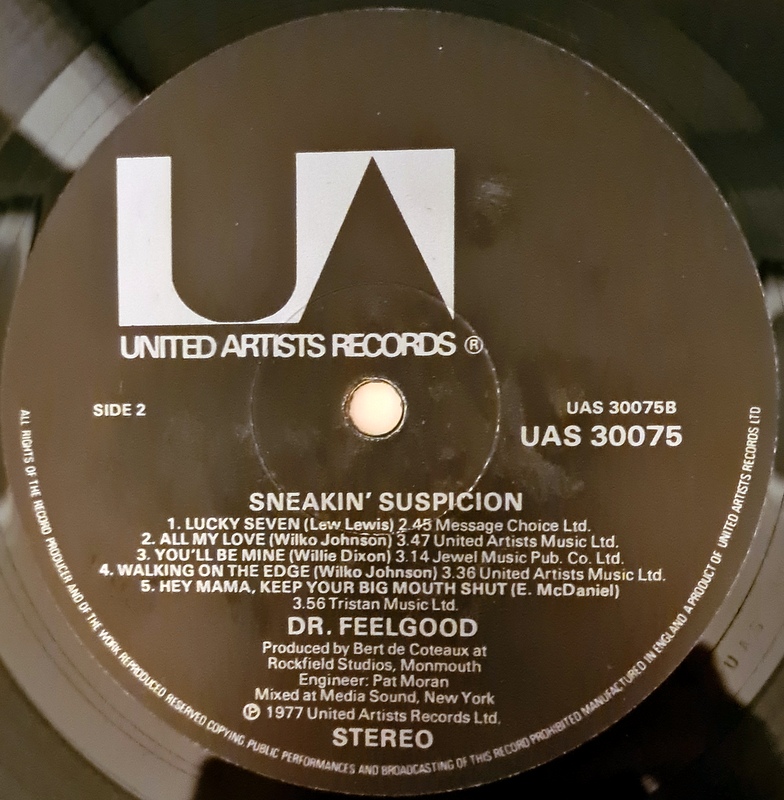 UA
UNITED ARTISTS RECORDS ®
SIDE 2
UAS 30075B
UAS 30075
SNEAKIN' SUSPICION
1. LUCKY SEVEN (Lew Lewis) 2.45 Message Choice Ltd.
2. ALL MY LOVE (Wilko Johnson) 3.47 United Artists Music Ltd.
3. YOU'LL BE MINE (Willie Dixon) 3.14 Jewel Music Pub. Co. Ltd.
4. WALKING ON THE EDGE (Wilko Johnson) 3.36 United Artists Music Ltd.
5. HEY MAMA, KEEP YOUR BIG MOUTH SHUT (E. McDaniel)
3.56 Tristan Music Ltd.
DR. FEELGOOD
Produced by Bert de Coteaux at
Rockfield Studios, Monmouth
Engineer: Pat Moran
Mixed at Media Sound, New York
℗ 1977 United Artists Records Ltd.
STEREO
ALL RIGHTS OF THE RECORD PRODUCER AND OF THE WORK REPRODUCED RESERVED COPYING PUBLIC PERFORMANCES AND BROADCASTING OF THIS RECORD PROHIBITED MANUFACTURED IN ENGLAND A PRODUCT OF UNITED ARTISTS RECORDS LTD
UAS